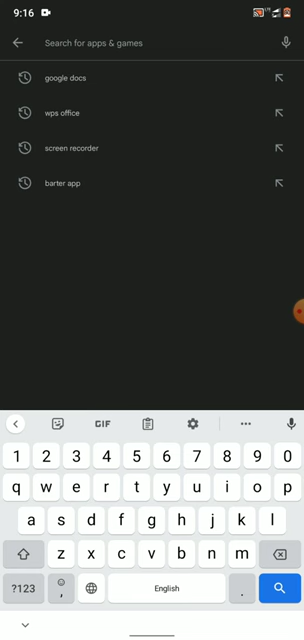 9:16
Search for apps & games
google docs
wps office
screen recorder
barter app
GIF
1 2 3 4 5 6 7 8 9 0
q w e r t y u i o p
a s d f g h j k l
z x c v b n m
?123 , English .